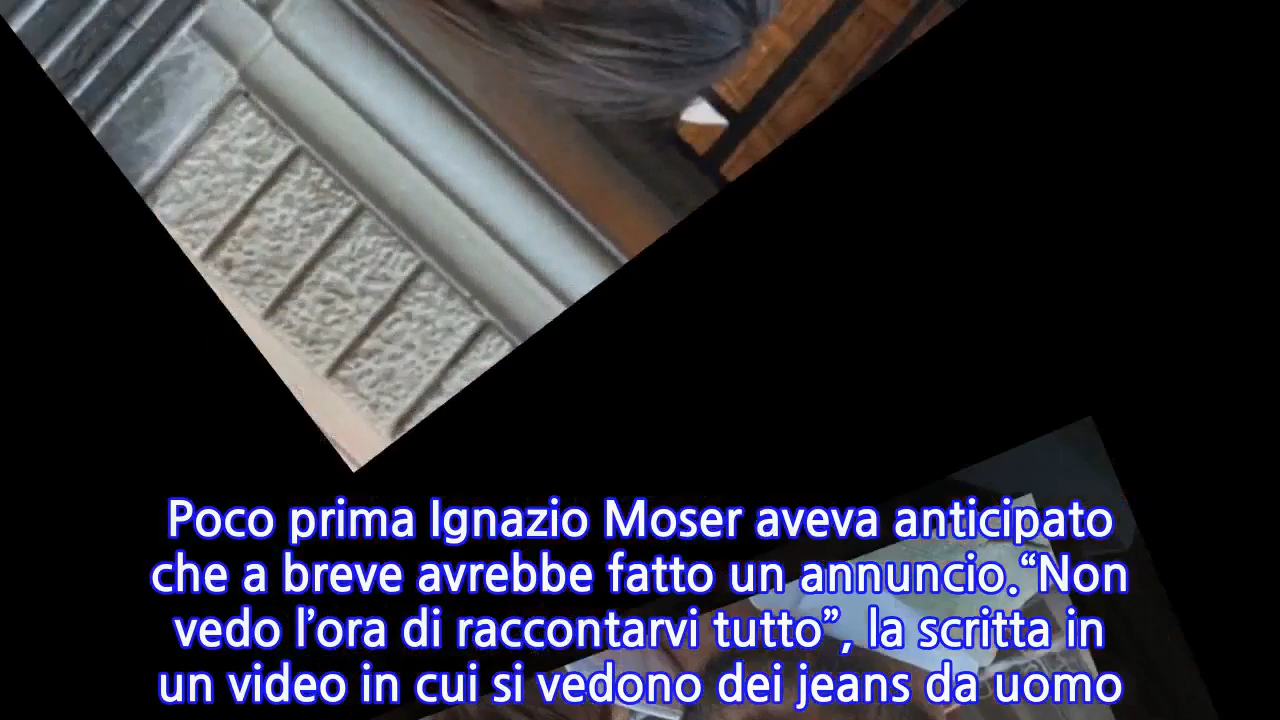 Poco prima Ignazio Moser aveva anticipato
che a breve avrebbe fatto un annuncio.“Non
vedo l’ora di raccontarvi tutto”, la scritta in
un video in cui si vedono dei jeans da uomo